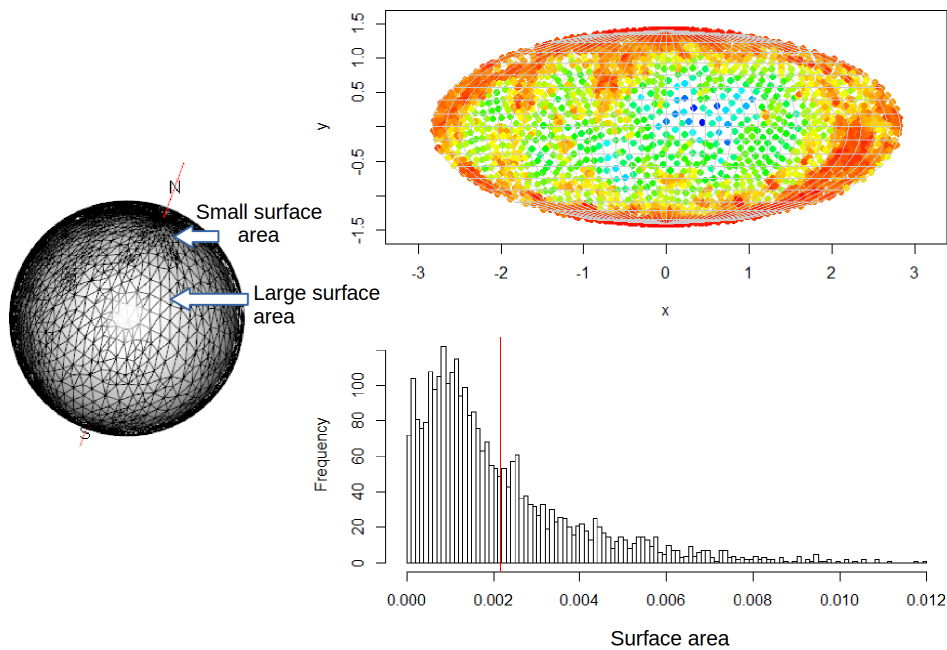 N
Small surface
area
Large surface
area
S
y
1.5
1.0
0.5
-0.5
-1.5
-3
-2
-1
0
1
2
3
x
Frequency
100
80
60
40
20
0
0.000
0.002
0.004
0.006
0.008
0.010
0.012
Surface area